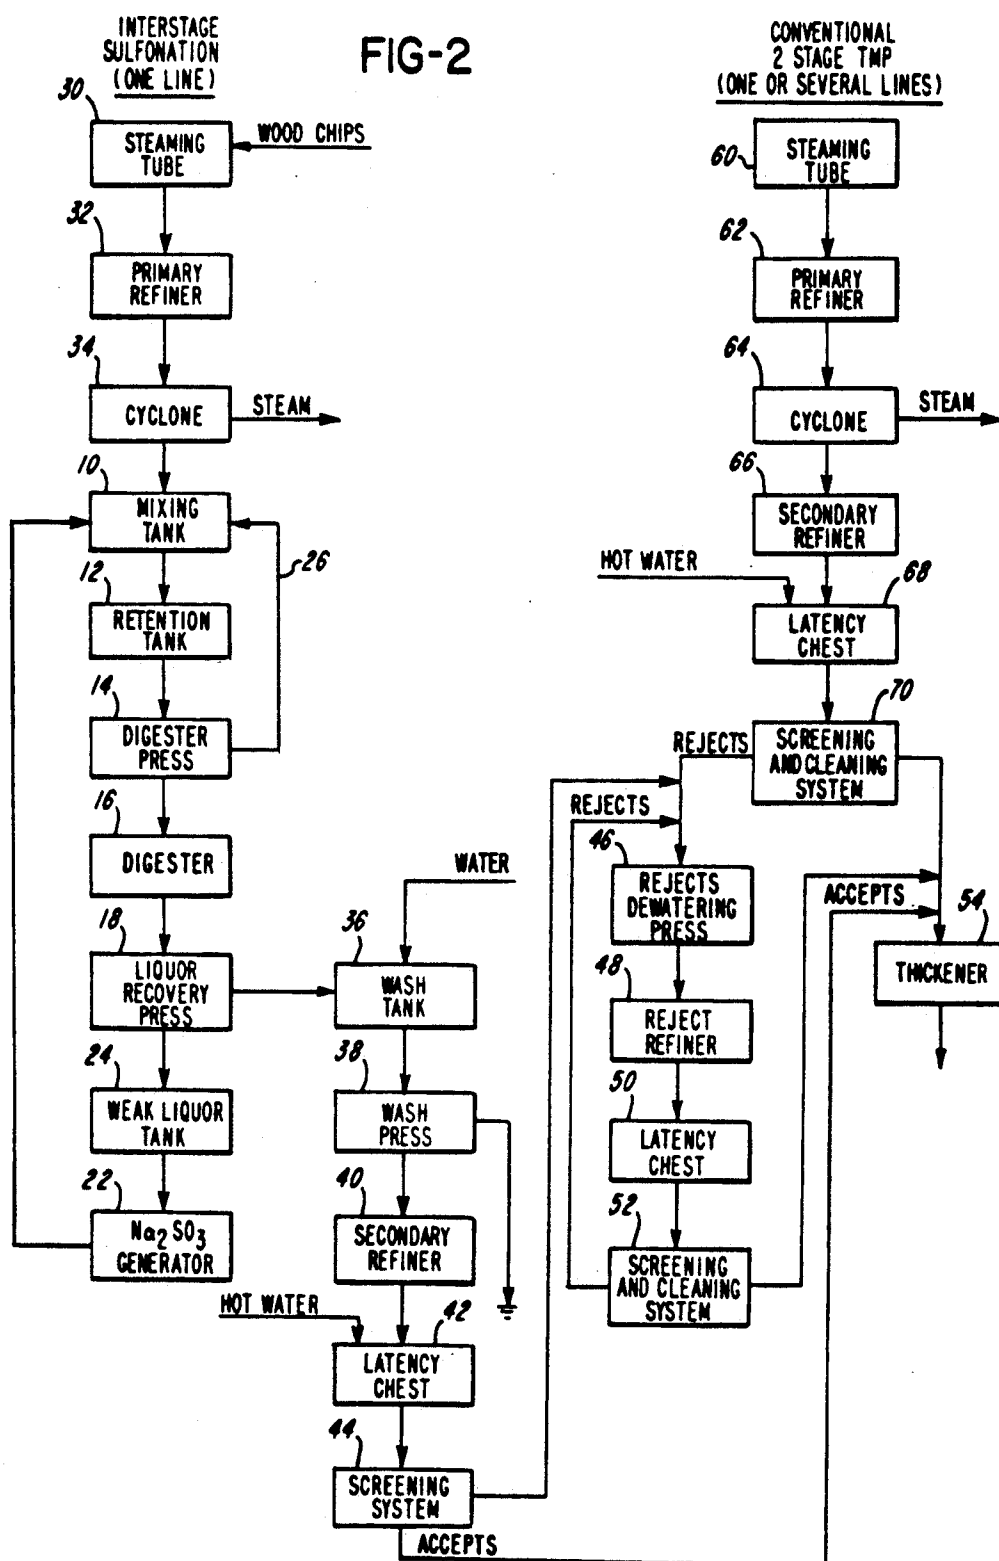 INTERSTAGE
SULFONATION
(ONE LINE)
FIG-2
CONVENTIONAL
2 STAGE TMP
(ONE OR SEVERAL LINES)
30
STEAMING
TUBE
WOOD CHIPS
32
PRIMARY
REFINER
34
CYCLONE
STEAM
10
MIXING
TANK
26
12
RETENTION
TANK
14
DIGESTER
PRESS
16
DIGESTER
18
LIQUOR
RECOVERY
PRESS
24
WEAK LIQUOR
TANK
22
Na2SO3
GENERATOR
WATER
36
WASH
TANK
38
WASH
PRESS
40
SECONDARY
REFINER
HOT WATER
42
LATENCY
CHEST
44
SCREENING
SYSTEM
ACCEPTS
60
STEAMING
TUBE
62
PRIMARY
REFINER
64
CYCLONE
STEAM
66
SECONDARY
REFINER
HOT WATER
68
LATENCY
CHEST
70
SCREENING
AND CLEANING
SYSTEM
REJECTS
REJECTS
46
REJECTS
DEWATERING
PRESS
48
REJECT
REFINER
50
LATENCY
CHEST
52
SCREENING
AND CLEANING
SYSTEM
ACCEPTS
54
THICKENER